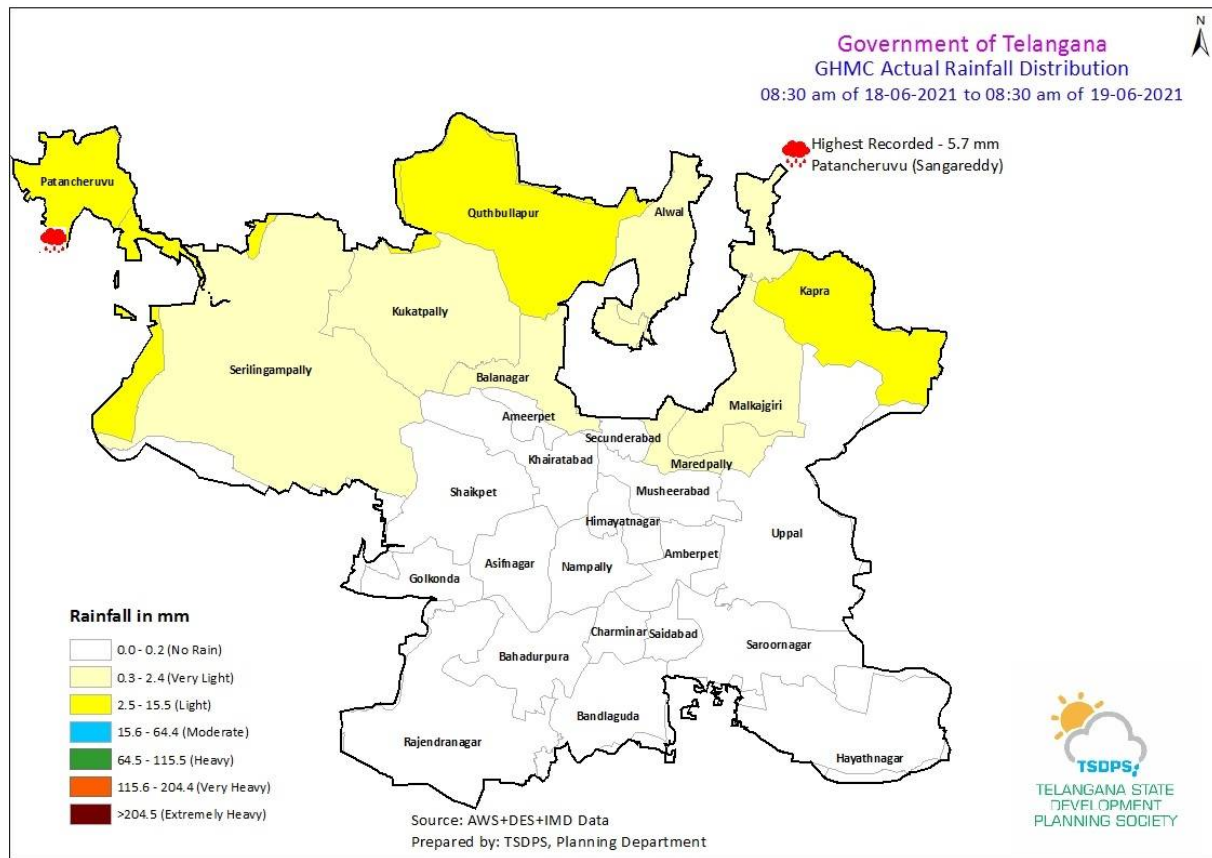 N
Government of Telangana
GHMC Actual Rainfall Distribution
08:30 am of 18-06-2021 to 08:30 am of 19-06-2021
Highest Recorded - 5.7 mm
Patancheruvu (Sangareddy)
Patancheruvu
Quthbullapur
Alwal
Kapra
Kukatpally
Serilingampally
Balanagar
Malkajgiri
Ameerpet
Secunderabad
Khairatabad
Maredpally
Shaikpet
Musheerabad
Himayatnagar
Uppal
Amberpet
Asifnagar
Nampally
Golkonda
Charminar
Saidabad
Saroornagar
Bahadurpura
Bandlaguda
Rajendranagar
Hayathnagar
Rainfall in mm
0.0 - 0.2 (No Rain)
0.3 - 2.4 (Very Light)
2.5 - 15.5 (Light)
15.6 - 64.4 (Moderate)
64.5 - 115.5 (Heavy)
115.6 - 204.4 (Very Heavy)
>204.5 (Extremely Heavy)
Source: AWS+DES+IMD Data
Prepared by: TSDPS, Planning Department
TSDPS
TELANGANA STATE
DEVELOPMENT
PLANNING SOCIETY